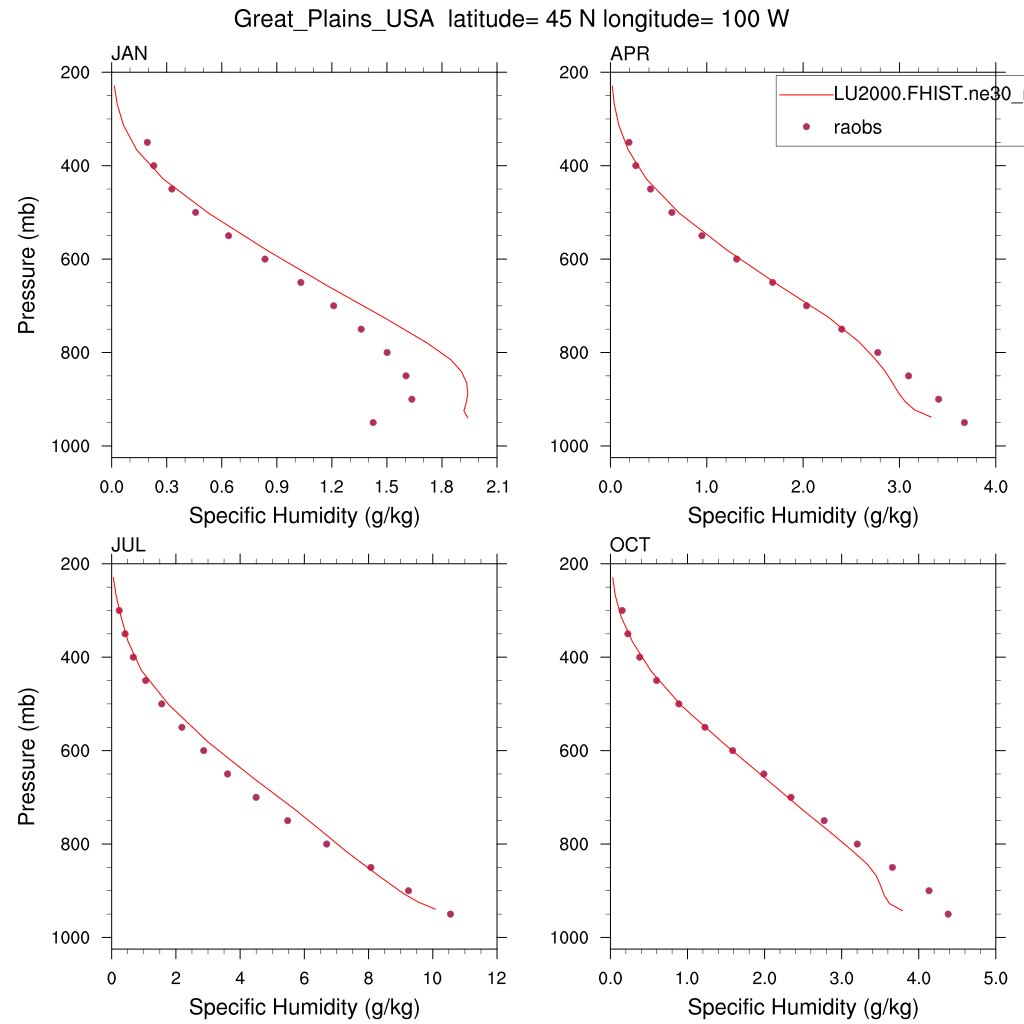 Great_Plains_USA latitude= 45 N longitude= 100 W
JAN
200
400
600
800
1000
Pressure (mb)
0.0 0.3 0.6 0.9 1.2 1.5 1.8 2.1
Specific Humidity (g/kg)
APR
LU2000.FHIST.ne30_
raobs
200
400
600
800
1000
0.0 1.0 2.0 3.0 4.0
Specific Humidity (g/kg)
JUL
200
400
600
800
1000
Pressure (mb)
0 2 4 6 8 10 12
Specific Humidity (g/kg)
OCT
200
400
600
800
1000
0.0 1.0 2.0 3.0 4.0 5.0
Specific Humidity (g/kg)